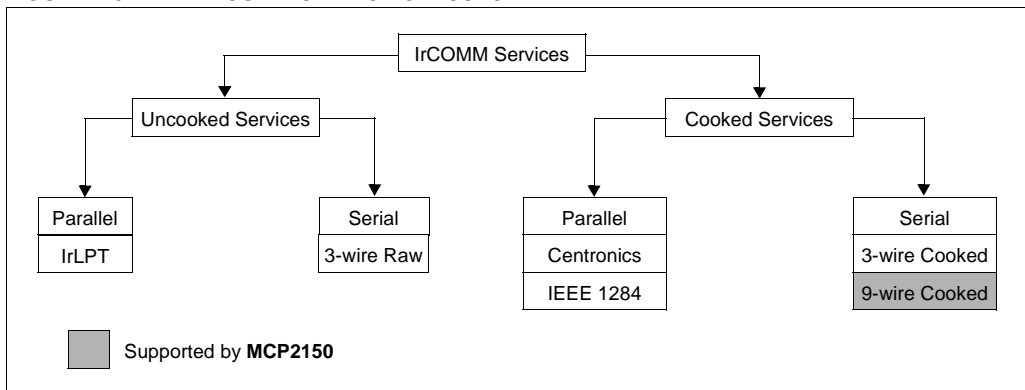 IrCOMM Services
Uncooked Services
Cooked Services
Parallel
IrLPT
Serial
3-wire Raw
Parallel
Centronics
IEEE 1284
Serial
3-wire Cooked
9-wire Cooked
Supported by MCP2150